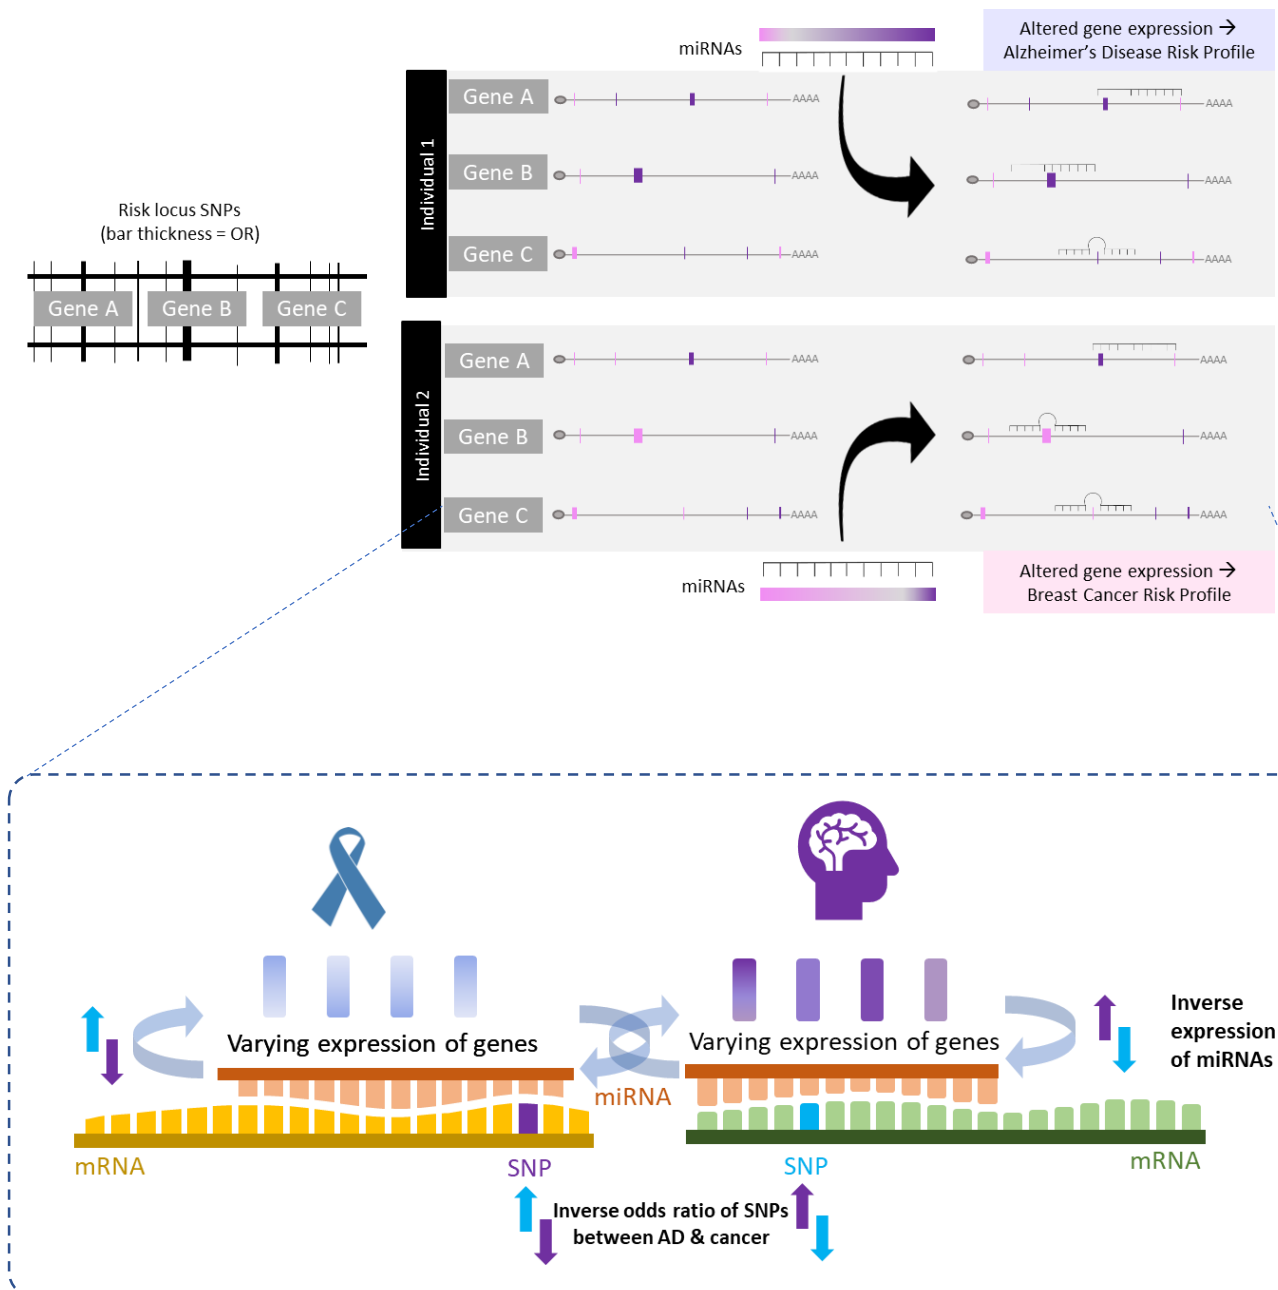 miRNAs
Altered gene expression →
Alzheimer's Disease Risk Profile
Individual 1
Gene A
AAAA
AAAA
Gene B
AAAA
AAAA
Gene C
AAAA
AAAA
Risk locus SNPs
(bar thickness = OR)
Gene A
Gene B
Gene C
Individual 2
Gene A
AAAA
AAAA
Gene B
AAAA
AAAA
Gene C
AAAA
AAAA
miRNAs
Altered gene expression →
Breast Cancer Risk Profile
Varying expression of genes
Varying expression of genes
Inverse
expression
of miRNAs
miRNA
mRNA
SNP
SNP
mRNA
Inverse odds ratio of SNPs
between AD & cancer